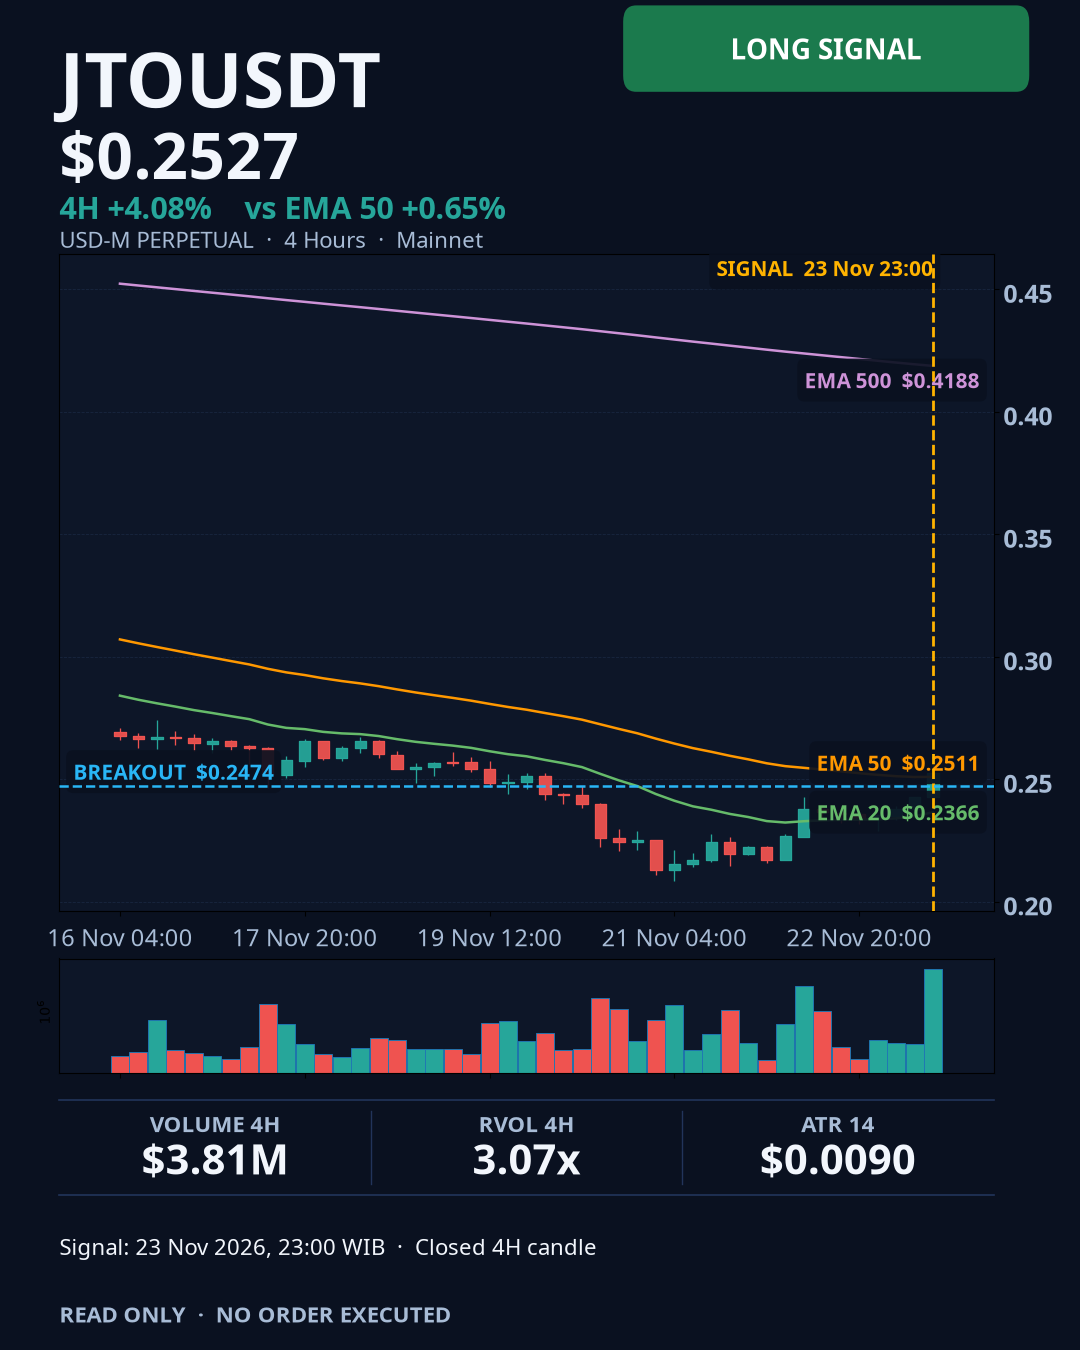 LONG SIGNAL
JTOUSDT
$0.2527
4H +4.08% vs EMA 50 +0.65%
USD-M PERPETUAL · 4 Hours · Mainnet
SIGNAL 23 Nov 23:00
0.45
EMA 500 $0.4188
0.40
0.35
0.30
EMA 50 $0.2511
BREAKOUT $0.2474
0.25
EMA 20 $0.2366
0.20
16 Nov 04:00 17 Nov 20:00 19 Nov 12:00 21 Nov 04:00 22 Nov 20:00
10⁶
VOLUME 4H RVOL 4H ATR 14
$3.81M 3.07x $0.0090
Signal: 23 Nov 2026, 23:00 WIB · Closed 4H candle
READ ONLY · NO ORDER EXECUTED